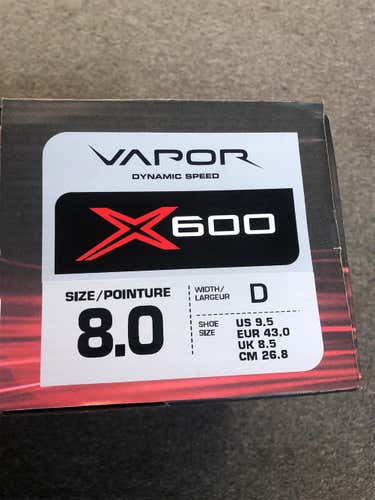 VAPOR
DYNAMIC SPEED
X600
SIZE/POINTURE
8.0
WIDTH/
LARGEUR
D
SHOE
SIZE
US 9.5
EUR 43.0
UK 8.5
CM 26.8